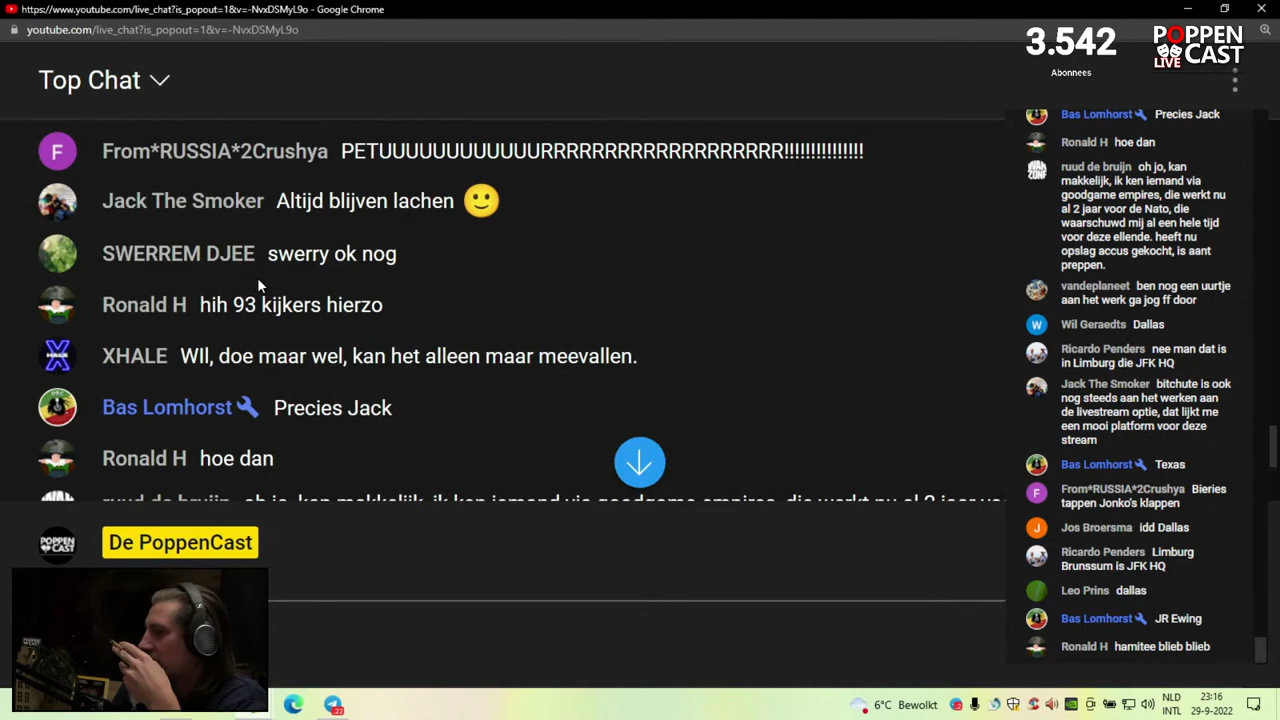 https://www.youtube.com/live_chat?is_popout=1&v=-NvxDSMyL9o - Google Chrome
youtube.com/live_chat?is_popout=1&v=-NvxDSMyL9o
3.542
Abonnees
POPPEN
LIVE CAST
Top Chat
F From*RUSSIA*2Crushya PETUUUUUUUUUUUURRRRRRRRRRRRRRRRRRR!!!!!!!!!!!!!!!
Jack The Smoker Altijd blijven lachen
SWERREM DJEE swerry ok nog
Ronald H hih 93 kijkers hierzo
XHALE WIl, doe maar wel, kan het alleen maar meevallen.
Bas Lomhorst Precies Jack
Ronald H hoe dan
ruud de bruijn oh jo, kan makkelijk, ik ken iemand via goodgame empires, die werkt nu al 2 jaar vo
De PoppenCast
Bas Lomhorst Precies Jack
Ronald H hoe dan
ruud de bruijn oh jo, kan
makkelijk, ik ken iemand via
goodgame empires, die werkt nu
al 2 jaar voor de Nato, die
waarschuwd mij al een hele tijd
voor deze ellende. heeft nu
opslag accus gekocht, is aant
preppen.
vandeplaneet ben nog een uurtje
aan het werk ga jog ff door
W Wil Geraedts Dallas
Ricardo Penders nee man dat is
in Limburg die JFK HQ
Jack The Smoker bitchute is ook
nog steeds aan het werken aan
de livestream optie, dat lijkt me
een mooi platform voor deze
stream
Bas Lomhorst Texas
F From*RUSSIA*2Crushya Bieries
tappen Jonko's klappen
J Jos Broersma idd Dallas
Ricardo Penders Limburg
Brunssum is JFK HQ
Leo Prins dallas
Bas Lomhorst JR Ewing
Ronald H hamitee blieb blieb
6°C Bewolkt
NLD
INTL
23:16
29-9-2022